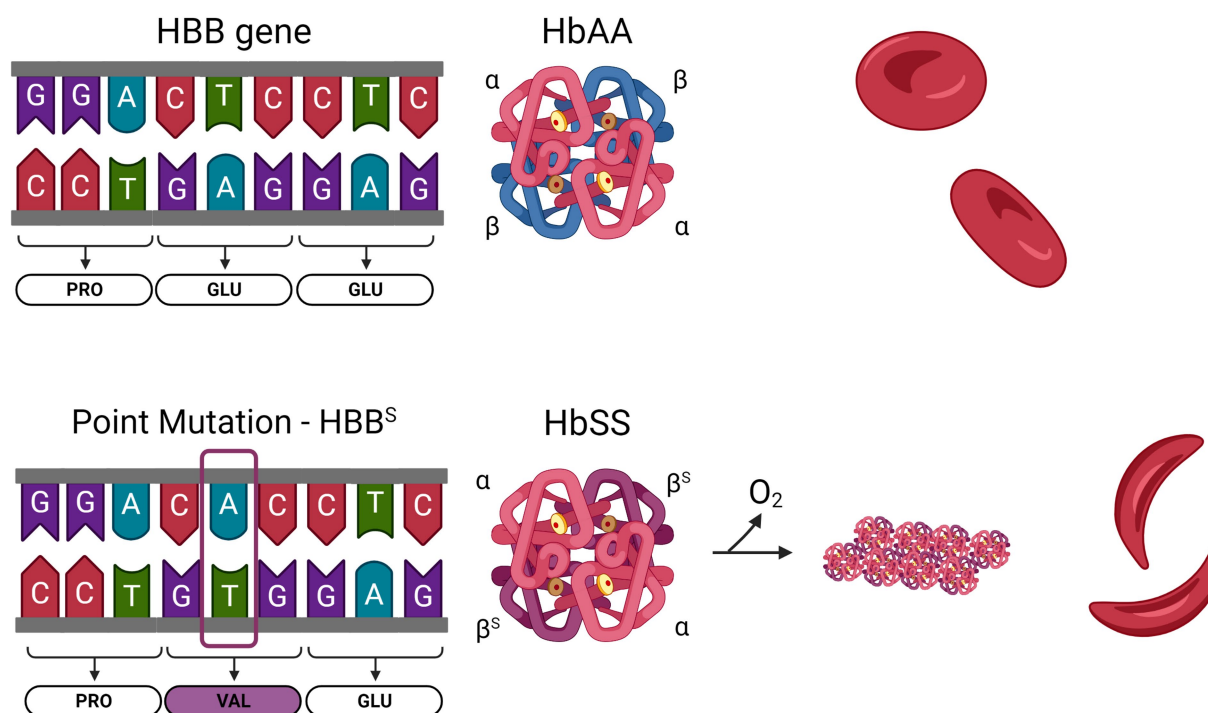 HBB gene
G G A C T C C T C
C C T G A G G A G
PRO GLU GLU
HbAA
α β
β α
Point Mutation - HBBˢ
G G A C A C C T C
C C T G T G G A G
PRO VAL GLU
HbSS
α βˢ
βˢ α
O₂